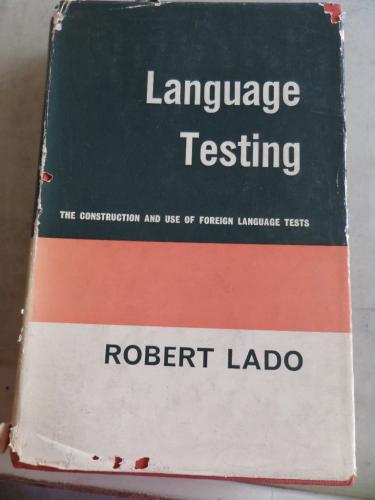 Language
Testing
THE CONSTRUCTION AND USE OF FOREIGN LANGUAGE TESTS
ROBERT LADO